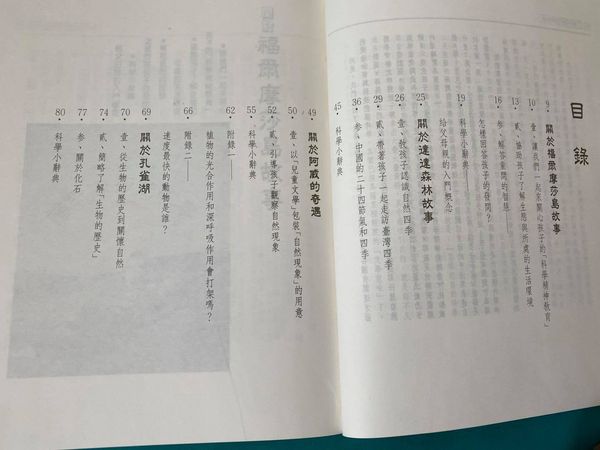 目錄
9 • 關於福爾摩莎島故事
10 • 壹、讓我們一起來關心孩子的「科學精神教育」
13 • 貳、協助孩子了解生態與所處的生活環境
16 • 參、解答童問的智慧——
怎樣回答孩子的發問?
19 • 科學小辭典
給父母親的入門概念
25 • 關於達達森林故事
26 • 壹、教孩子認識自然四季
29 • 貳、帶著孩子一起走訪臺灣四季
36 • 參、中國的二十四節氣和四季
45 • 科學小辭典
49 • 關於阿威的奇遇
50 • 壹、以「兒童文學」包裝「自然現象」的用意
52 • 貳、引導孩子觀察自然現象
55 • 科學小辭典
62 • 附錄一——
植物的光合作用和深呼吸作用會打架嗎?
66 • 附錄二——
速度最快的動物是誰?
69 • 關於孔雀湖
70 • 壹、從生物的歷史到關懷自然
74 • 貳、簡略了解「生物的歷史」
77 • 參、關於化石
80 • 科學小辭典